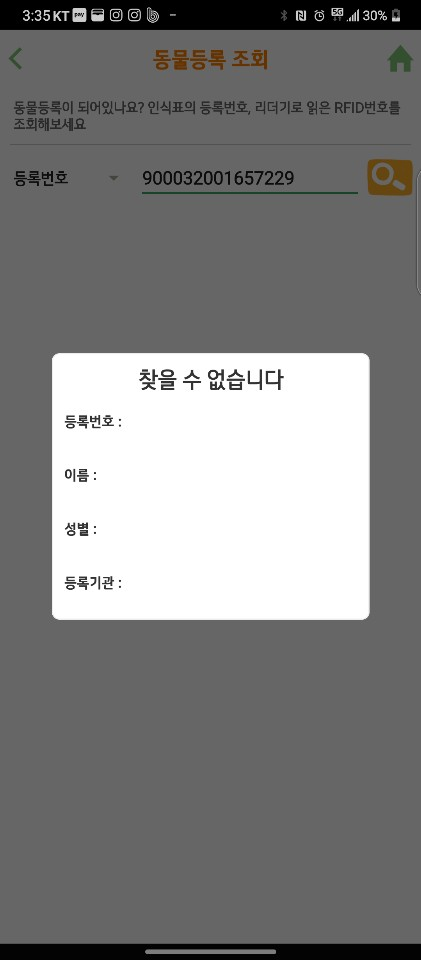 3:35 KT pay 5G 30%
동물등록 조회
동물등록이 되어있나요? 인식표의 등록번호, 리더기로 읽은 RFID번호를
조회해보세요
등록번호 900032001657229
찾을 수 없습니다
등록번호 :
이름 :
성별 :
등록기관 :